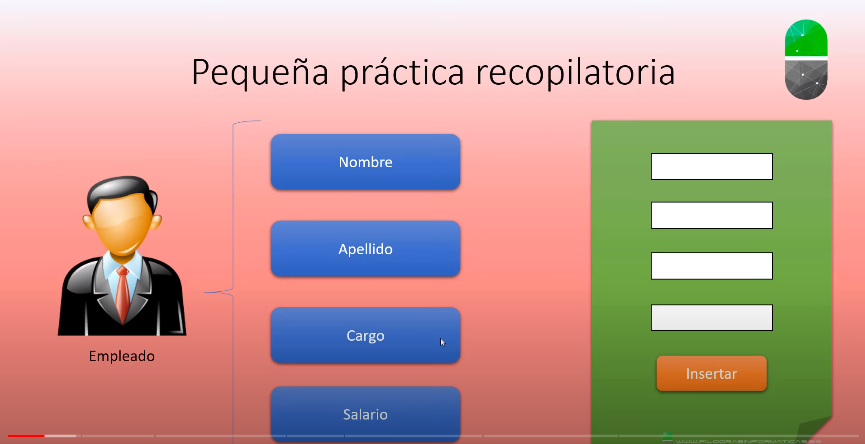 Pequeña práctica recopilatoria
Nombre
Apellido
Cargo
Salario
Empleado
Insertar